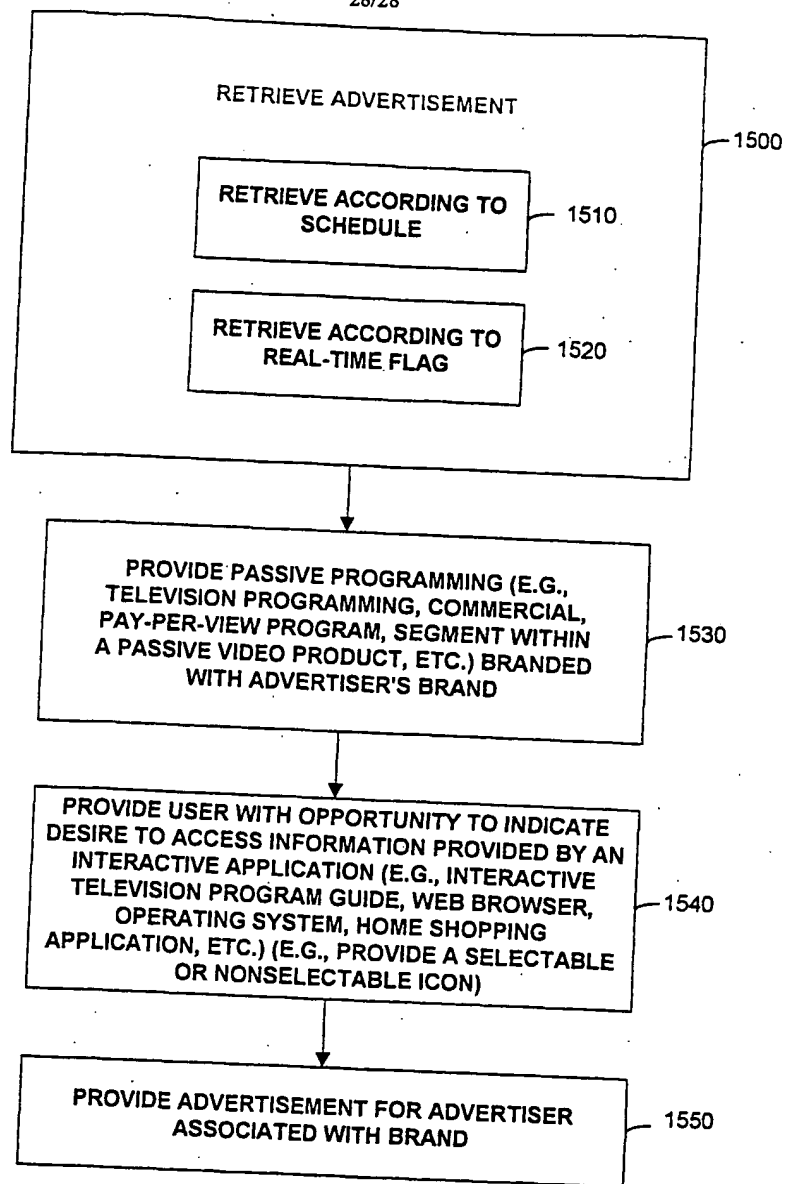 28/28
RETRIEVE ADVERTISEMENT
1500
RETRIEVE ACCORDING TO
SCHEDULE
1510
RETRIEVE ACCORDING TO
REAL-TIME FLAG
1520
PROVIDE PASSIVE PROGRAMMING (E.G.,
TELEVISION PROGRAMMING, COMMERCIAL,
PAY-PER-VIEW PROGRAM, SEGMENT WITHIN
A PASSIVE VIDEO PRODUCT, ETC.) BRANDED
WITH ADVERTISER'S BRAND
1530
PROVIDE USER WITH OPPORTUNITY TO INDICATE
DESIRE TO ACCESS INFORMATION PROVIDED BY AN
INTERACTIVE APPLICATION (E.G., INTERACTIVE
TELEVISION PROGRAM GUIDE, WEB BROWSER,
OPERATING SYSTEM, HOME SHOPPING
APPLICATION, ETC.) (E.G., PROVIDE A SELECTABLE
OR NONSELECTABLE ICON)
1540
PROVIDE ADVERTISEMENT FOR ADVERTISER
ASSOCIATED WITH BRAND
1550